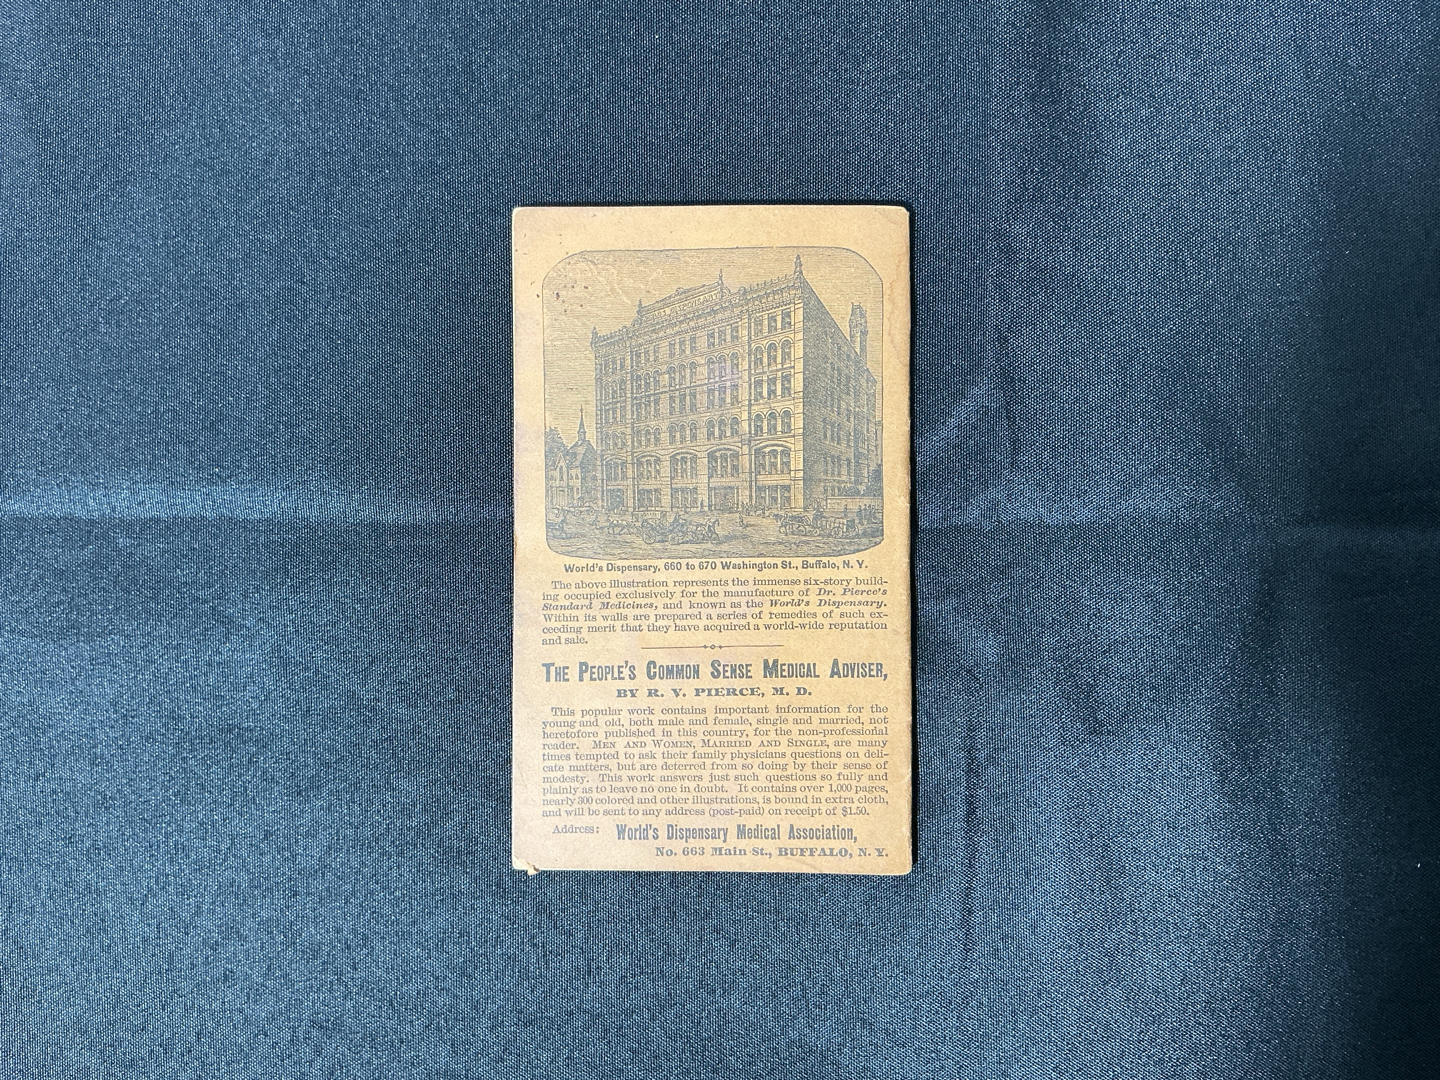 World's Dispensary, 660 to 670 Washington St., Buffalo, N. Y.
The above illustration represents the immense six-story build-
ing occupied exclusively for the manufacture of Dr. Pierce's
Standard Medicines, and known as the World's Dispensary.
Within its walls are prepared a series of remedies of such ex-
ceeding merit that they have acquired a world-wide reputation
and sale.
THE PEOPLE'S COMMON SENSE MEDICAL ADVISER,
BY R. V. PIERCE, M. D.
This popular work contains important information for the
young and old, both male and female, single and married, not
heretofore published in this country, for the non-professional
reader. MEN AND WOMEN, MARRIED AND SINGLE, are many
times tempted to ask their family physicians questions on deli-
cate matters, but are deterred from so doing by their sense of
modesty. This work answers just such questions so fully and
plainly as to leave no one in doubt. It contains over 1,000 pages,
nearly 300 colored and other illustrations, is bound in extra cloth,
and will be sent to any address (post-paid) on receipt of $1.50.
Address: World's Dispensary Medical Association,
No. 663 Main St., BUFFALO, N. Y.